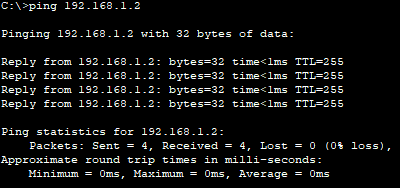 C:\>ping 192.168.1.2
Pinging 192.168.1.2 with 32 bytes of data:
Reply from 192.168.1.2: bytes=32 time<1ms TTL=255
Reply from 192.168.1.2: bytes=32 time<1ms TTL=255
Reply from 192.168.1.2: bytes=32 time<1ms TTL=255
Reply from 192.168.1.2: bytes=32 time<1ms TTL=255
Ping statistics for 192.168.1.2:
    Packets: Sent = 4, Received = 4, Lost = 0 (0% loss),
Approximate round trip times in milli-seconds:
    Minimum = 0ms, Maximum = 0ms, Average = 0ms